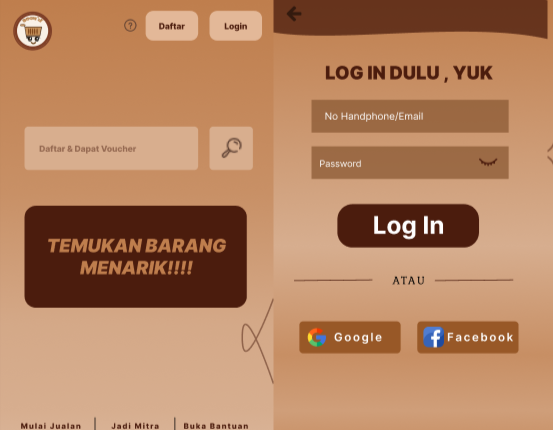 Daftar
Login
Daftar & Dapat Voucher
TEMUKAN BARANG
MENARIK!!!!
Mulai Jualan
Jadi Mitra
Buka Bantuan
LOG IN DULU , YUK
No Handphone/Email
Password
Log In
ATAU
Google
Facebook